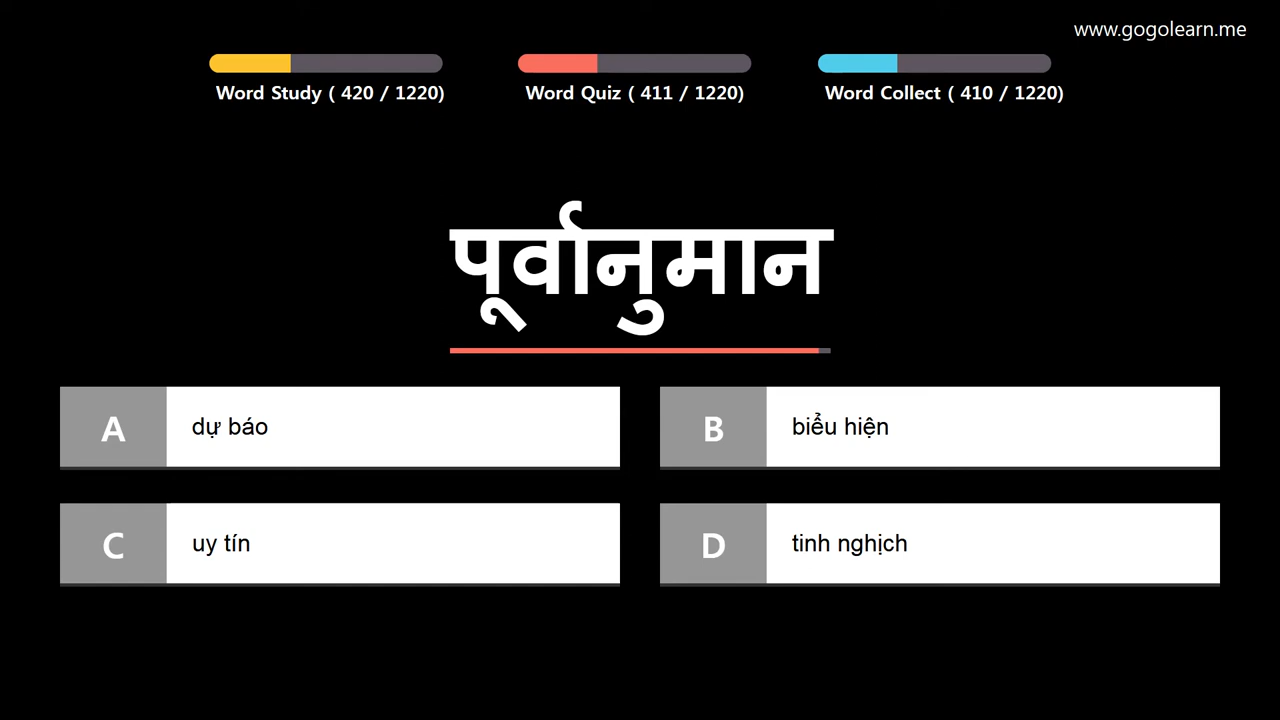 www.gogolearn.me
Word Study ( 420 / 1220)
Word Quiz ( 411 / 1220)
Word Collect ( 410 / 1220)
पूर्वानुमान
A dự báo
B biểu hiện
C uy tín
D tinh nghịch